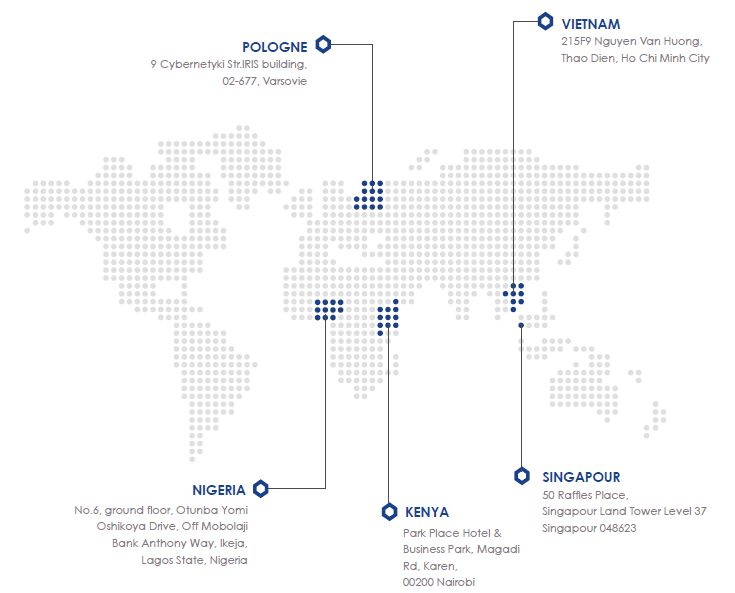 VIETNAM
215F9 Nguyen Van Huong,
Thao Dien, Ho Chi Minh City
POLOGNE
9 Cybernetyki Str.IRIS building,
02-677, Varsovie
NIGERIA
No.6, ground floor, Otunba Yomi
Oshikoya Drive, Off Mobolaji
Bank Anthony Way, Ikeja,
Lagos State, Nigeria
KENYA
Park Place Hotel &
Business Park, Magadi
Rd, Karen,
00200 Nairobi
SINGAPOUR
50 Raffles Place,
Singapour Land Tower Level 37
Singapour 048623